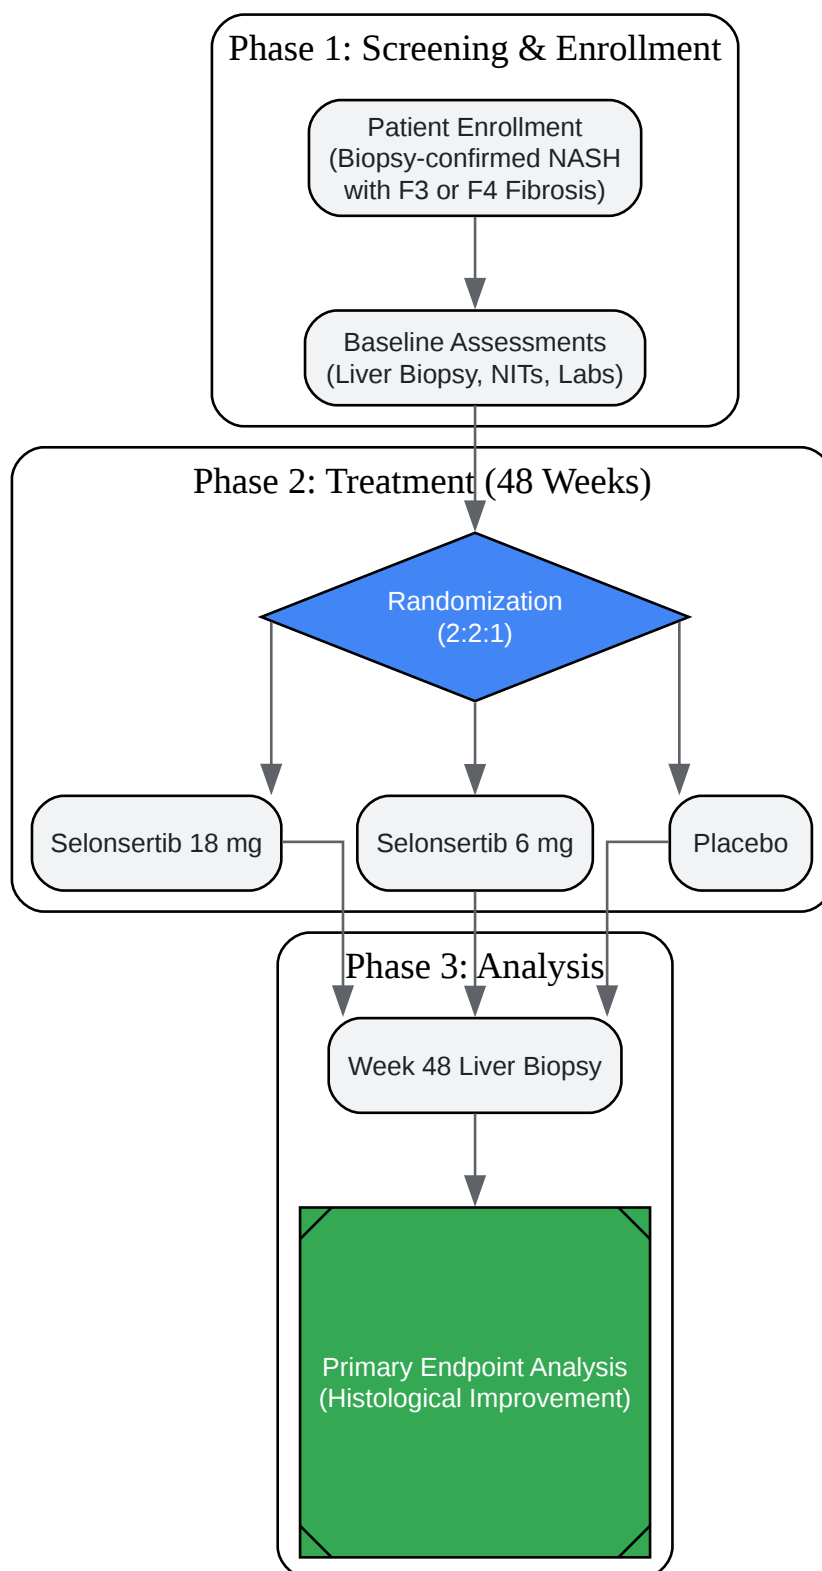 Phase 1: Screening & Enrollment
Patient Enrollment
(Biopsy-confirmed NASH
with F3 or F4 Fibrosis)
Baseline Assessments
(Liver Biopsy, NITs, Labs)
Phase 2: Treatment (48 Weeks)
Randomization
(2:2:1)
Selonsertib 18 mg
Selonsertib 6 mg
Placebo
Phase 3: Analysis
Week 48 Liver Biopsy
Primary Endpoint Analysis
(Histological Improvement)